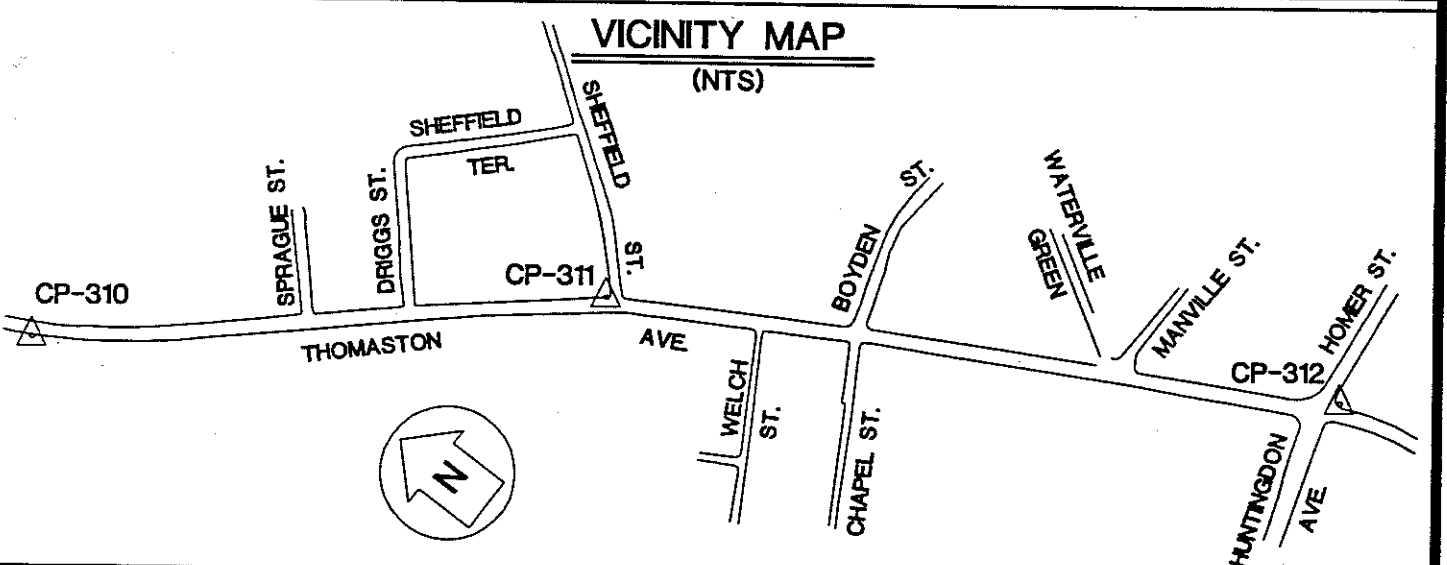 VICINITY MAP
(NTS)
SHEFFIELD
TER.
SHEFFIELD
ST.
SPRAGUE ST.
DRIGGS ST.
CP-310
CP-311
THOMASTON
AVE.
WELCH
ST.
BOYDEN
ST.
CHAPEL ST.
WATERVILLE
GREEN
MANVILLE ST.
HOMER ST.
CP-312
HUNTINGDON
AVE.
N